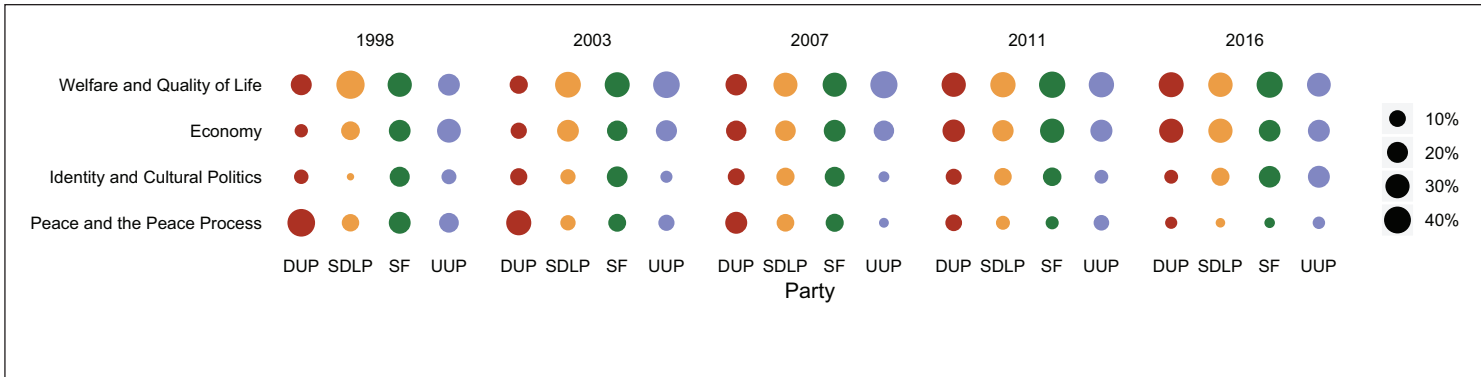 1998 2003 2007 2011 2016
Welfare and Quality of Life
Economy
10%
20%
Identity and Cultural Politics
30%
Peace and the Peace Process
40%
DUP SDLP SF UUP DUP SDLP SF UUP DUP SDLP SF UUP DUP SDLP SF UUP DUP SDLP SF UUP
Party